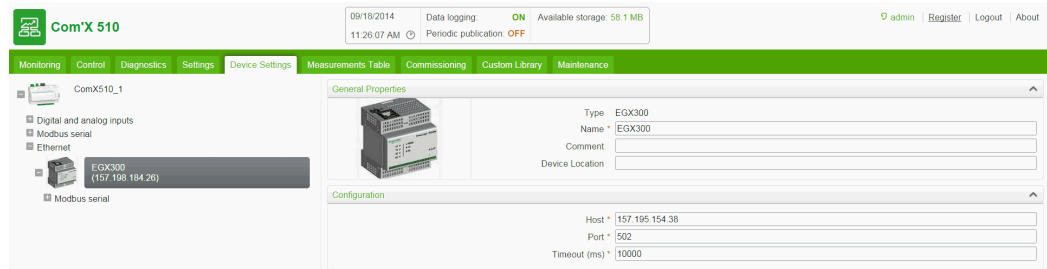 Com'X 510
09/18/2014
11:26:07 AM
Data logging: ON Available storage: 58.1 MB
Periodic publication: OFF
admin Register Logout About
Monitoring Control Diagnostics Settings Device Settings Measurements Table Commissioning Custom Library Maintenance
ComX510_1
Digital and analog inputs
Modbus serial
Ethernet
EGX300
(157.198.184.26)
Modbus serial
General Properties
Type EGX300
Name * EGX300
Comment
Device Location
Configuration
Host * 157.195.154.38
Port * 502
Timeout (ms) * 10000